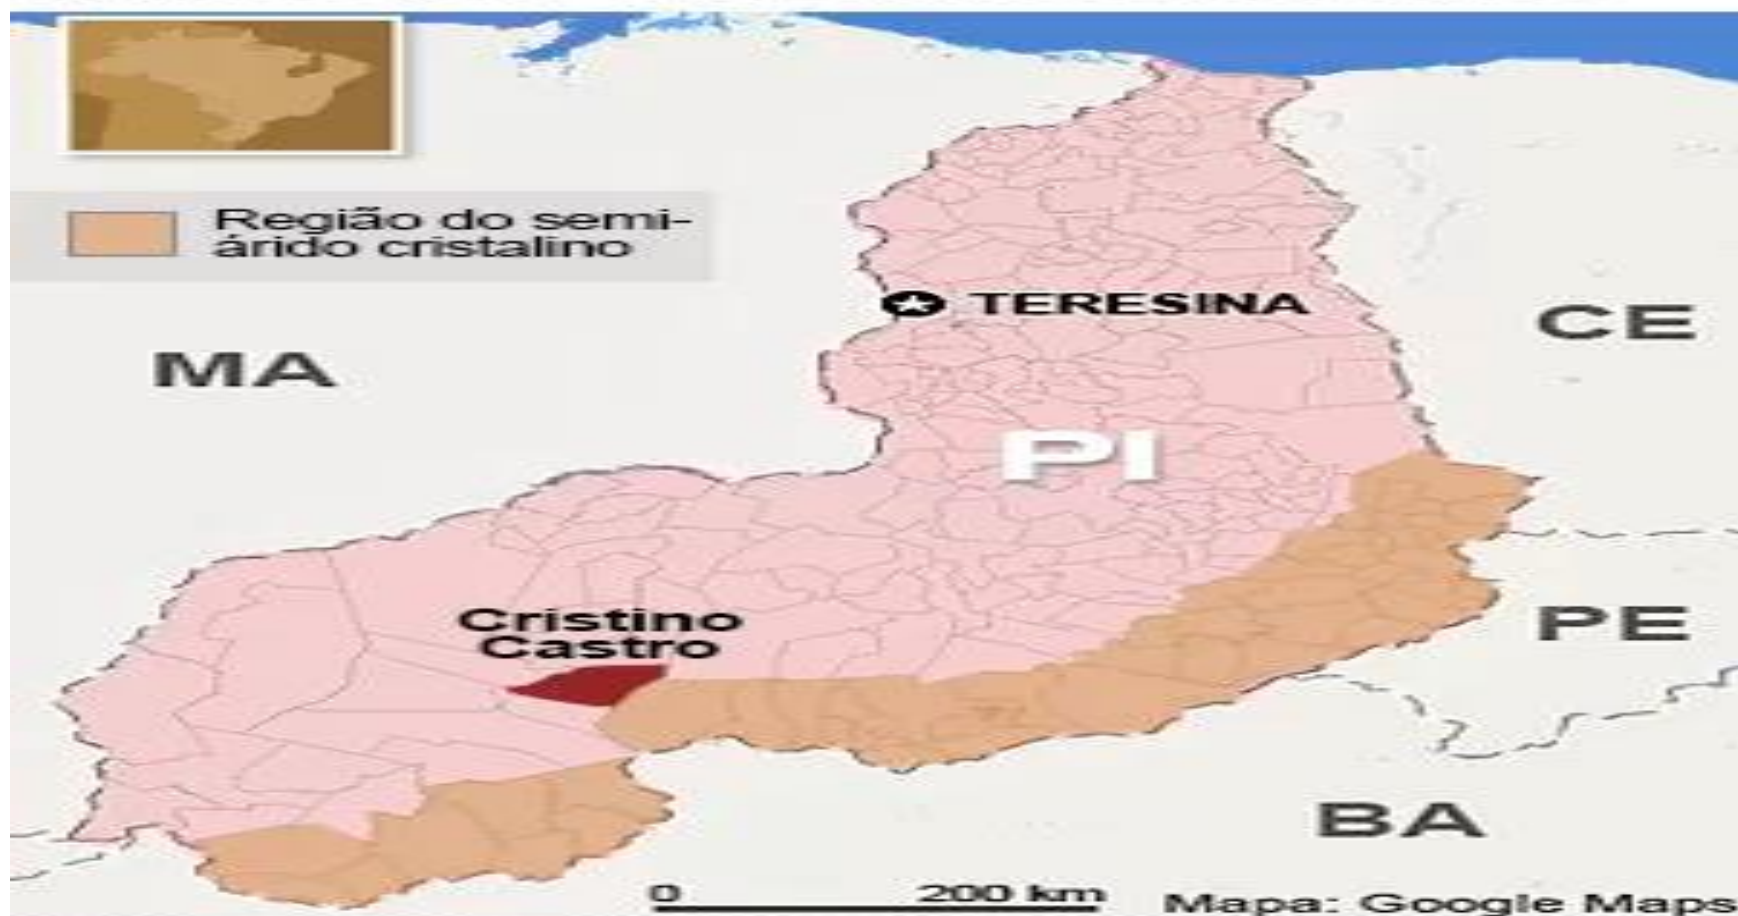 Região do semi-
árido cristalino
TERESINA
CE
MA
PI
Cristino
Castro
PE
BA
0 200 km
Mapa: Google Maps